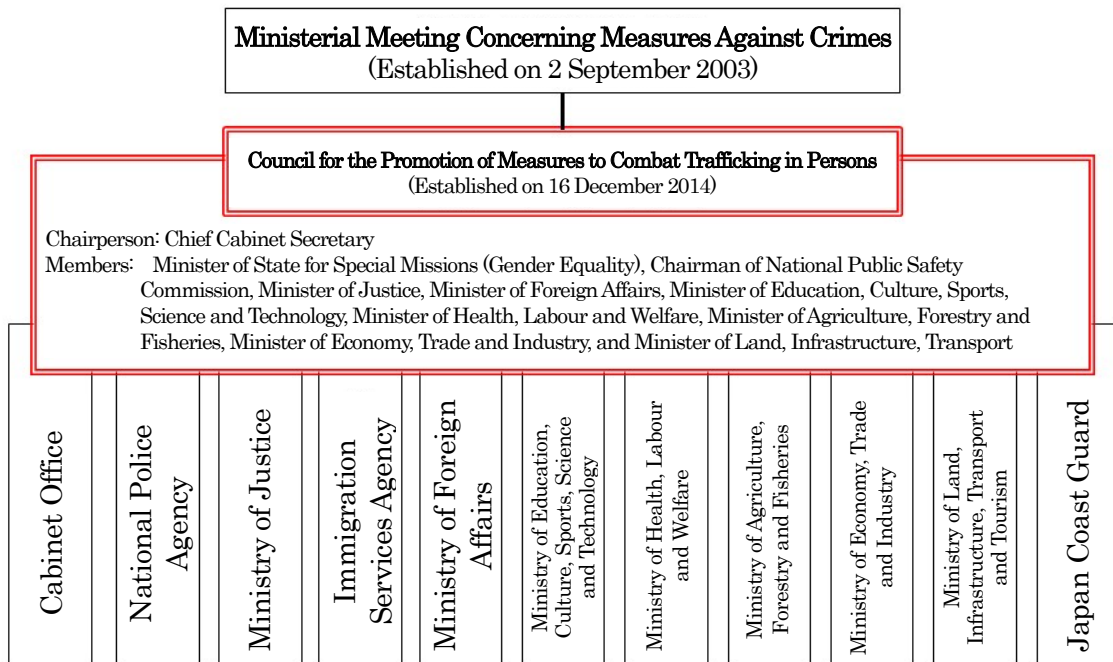 Ministerial Meeting Concerning Measures Against Crimes
(Established on 2 September 2003)
Council for the Promotion of Measures to Combat Trafficking in Persons
(Established on 16 December 2014)
Chairperson: Chief Cabinet Secretary
Members: Minister of State for Special Missions (Gender Equality), Chairman of National Public Safety
Commission, Minister of Justice, Minister of Foreign Affairs, Minister of Education, Culture, Sports,
Science and Technology, Minister of Health, Labour and Welfare, Minister of Agriculture, Forestry and
Fisheries, Minister of Economy, Trade and Industry, and Minister of Land, Infrastructure, Transport
Cabinet Office
National Police
Agency
Ministry of Justice
Immigration
Services Agency
Ministry of Foreign
Affairs
Ministry of Education,
Culture, Sports, Science
and Technology
Ministry of Health, Labour
and Welfare
Ministry of Agriculture,
Forestry and Fisheries
Ministry of Economy, Trade
and Industry
Ministry of Land,
Infrastructure, Transport
and Tourism
Japan Coast Guard